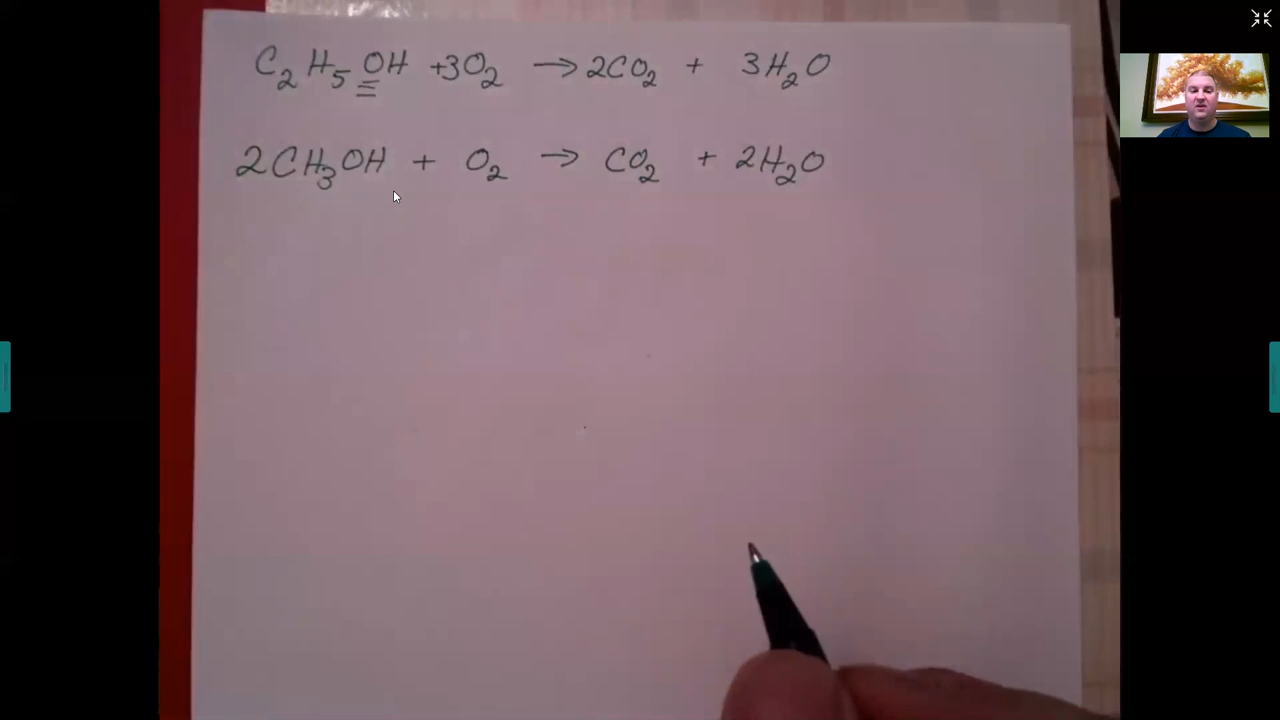 C₂H₅OH +3O₂ → 2CO₂ + 3H₂O
2CH₃OH + O₂ → CO₂ + 2H₂O